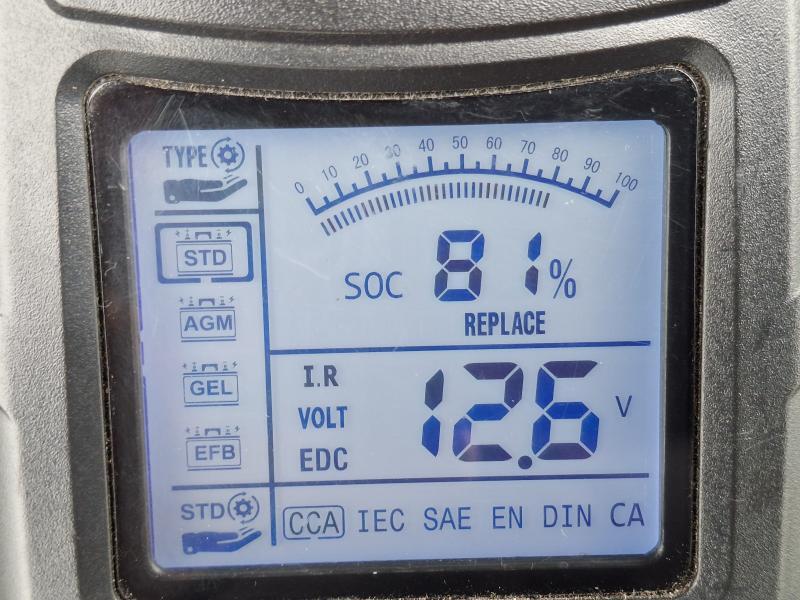 TYPE
0 10 20 30 40 50 60 70 80 90 100
STD
SOC 81%
REPLACE
AGM
GEL
EFB
I.R
VOLT
EDC
12.6 V
STD
CCA IEC SAE EN DIN CA